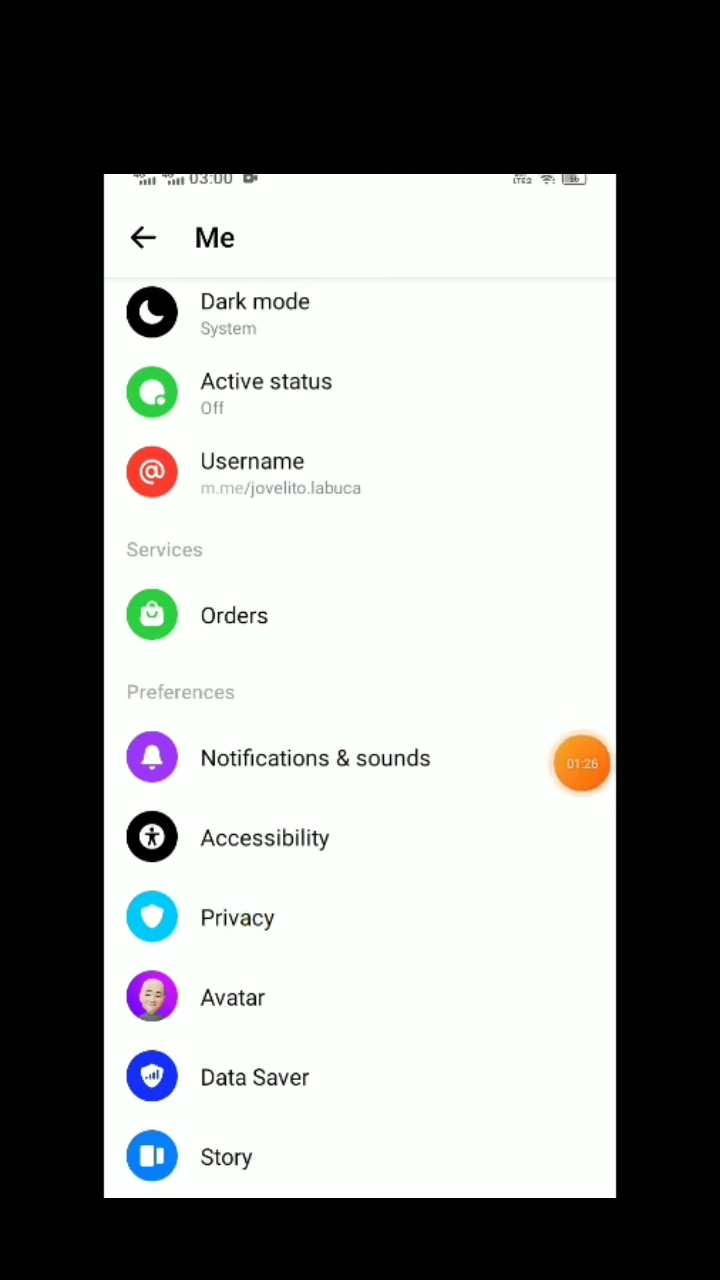 03:00
Me
Dark mode
System
Active status
Off
Username
m.me/jovelito.labuca
Services
Orders
Preferences
Notifications & sounds
01:26
Accessibility
Privacy
Avatar
Data Saver
Story